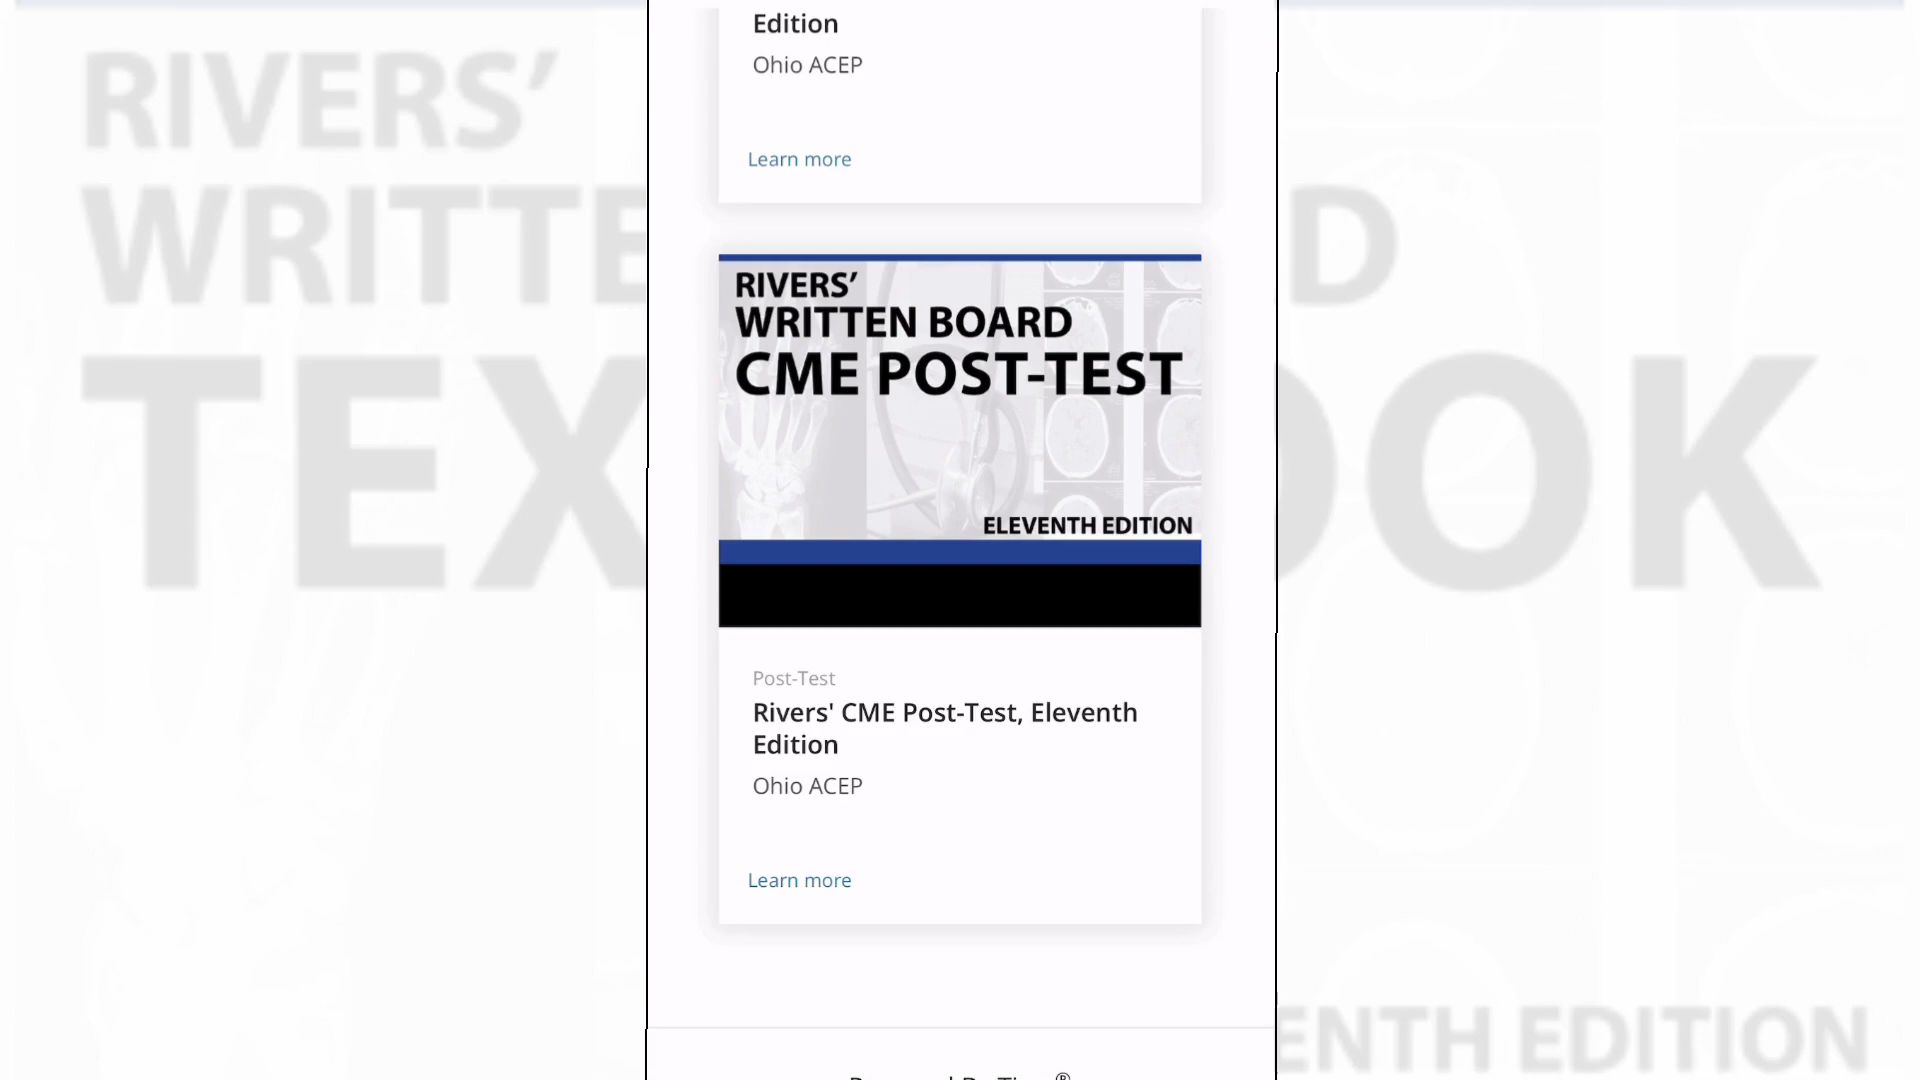 RIVERS'
WRITTE
D
TEX
OOK
ENTH EDITION
Edition
Ohio ACEP
Learn more
RIVERS'
WRITTEN BOARD
CME POST-TEST
ELEVENTH EDITION
Post-Test
Rivers' CME Post-Test, Eleventh
Edition
Ohio ACEP
Learn more